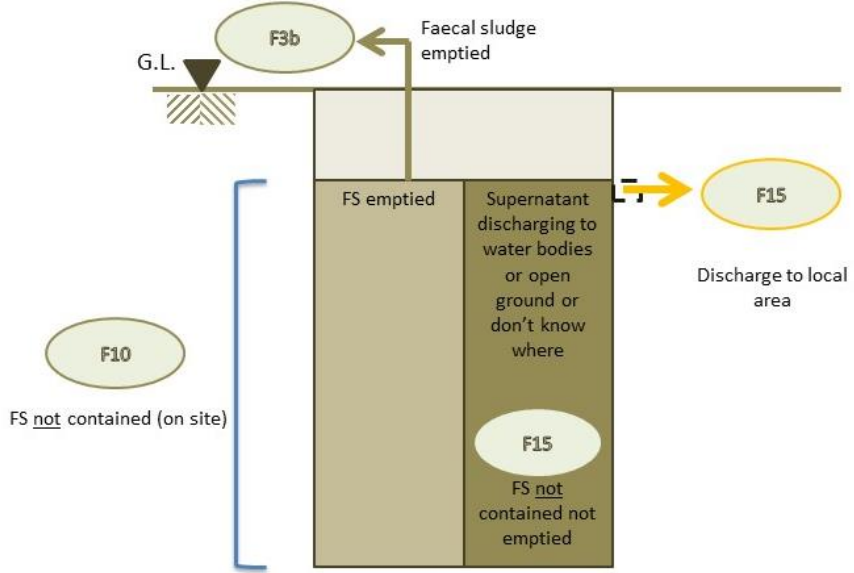 F3b
Faecal sludge
emptied
G.L.
FS emptied
Supernatant
discharging to
water bodies
or open
ground or
don't know
where
F15
Discharge to local
area
F10
FS not contained (on site)
F15
FS not
contained not
emptied